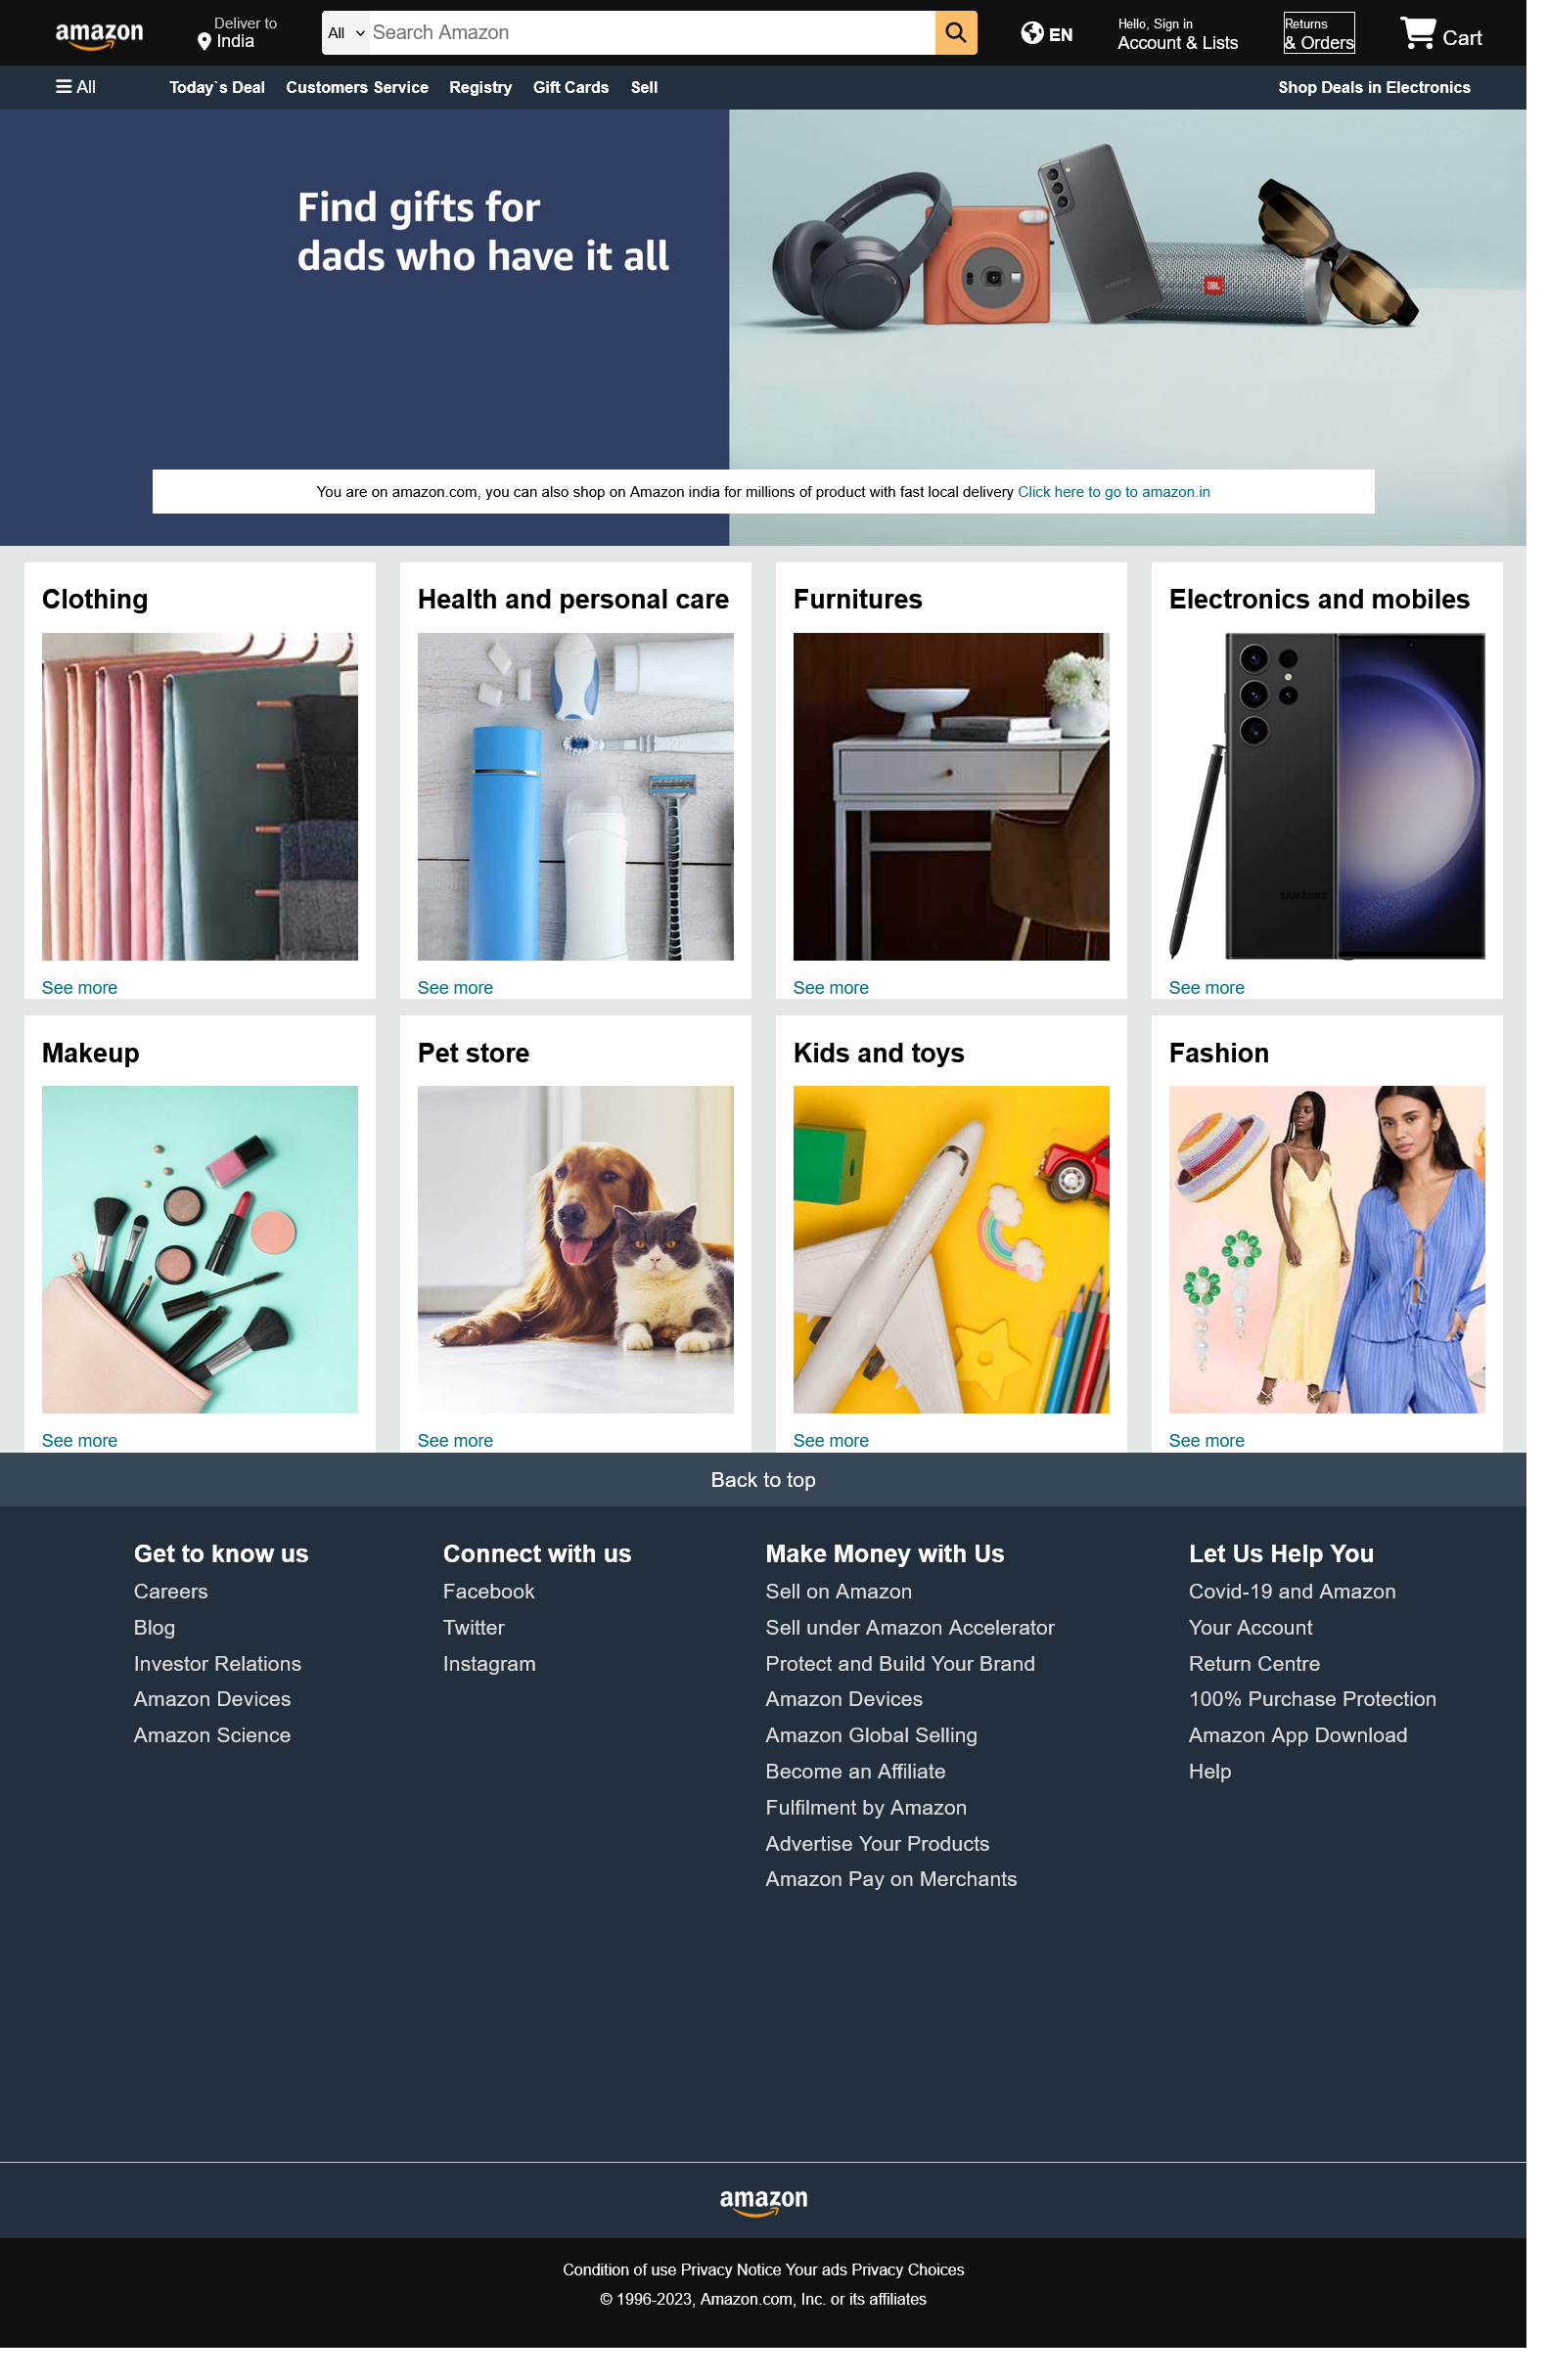 amazon
Deliver to
India
All
Search Amazon
EN
Hello, Sign in
Account & Lists
Returns
& Orders
Cart
All
Today`s Deal
Customers Service
Registry
Gift Cards
Sell
Shop Deals in Electronics
Find gifts for
dads who have it all
SAMSUNG
JBL
You are on amazon.com, you can also shop on Amazon india for millions of product with fast local delivery Click here to go to amazon.in
Clothing
Health and personal care
Furnitures
Electronics and mobiles
SAMSUNG
See more
See more
See more
See more
Makeup
Pet store
Kids and toys
Fashion
See more
See more
See more
See more
Back to top
Get to know us
Careers
Blog
Investor Relations
Amazon Devices
Amazon Science
Connect with us
Facebook
Twitter
Instagram
Make Money with Us
Sell on Amazon
Sell under Amazon Accelerator
Protect and Build Your Brand
Amazon Devices
Amazon Global Selling
Become an Affiliate
Fulfilment by Amazon
Advertise Your Products
Amazon Pay on Merchants
Let Us Help You
Covid-19 and Amazon
Your Account
Return Centre
100% Purchase Protection
Amazon App Download
Help
amazon
Condition of use Privacy Notice Your ads Privacy Choices
© 1996-2023, Amazon.com, Inc. or its affiliates